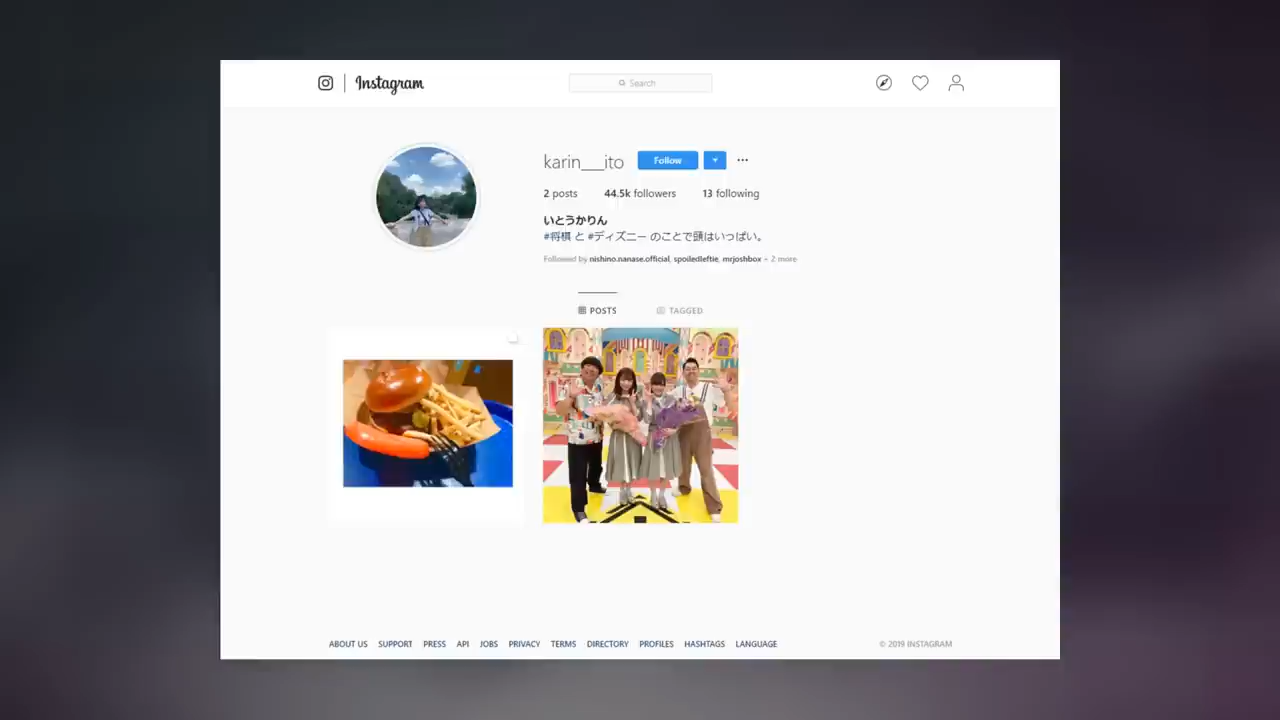 Instagram
Search
karin___ito Follow
2 posts 44.5k followers 13 following
いとうかりん
#将棋 と #ディズニー のことで頭はいっぱい。
Followed by nishino.nanase.official, spoiledleftie, mrjoshbox + 2 more
POSTS TAGGED
ABOUT US SUPPORT PRESS API JOBS PRIVACY TERMS DIRECTORY PROFILES HASHTAGS LANGUAGE © 2019 INSTAGRAM